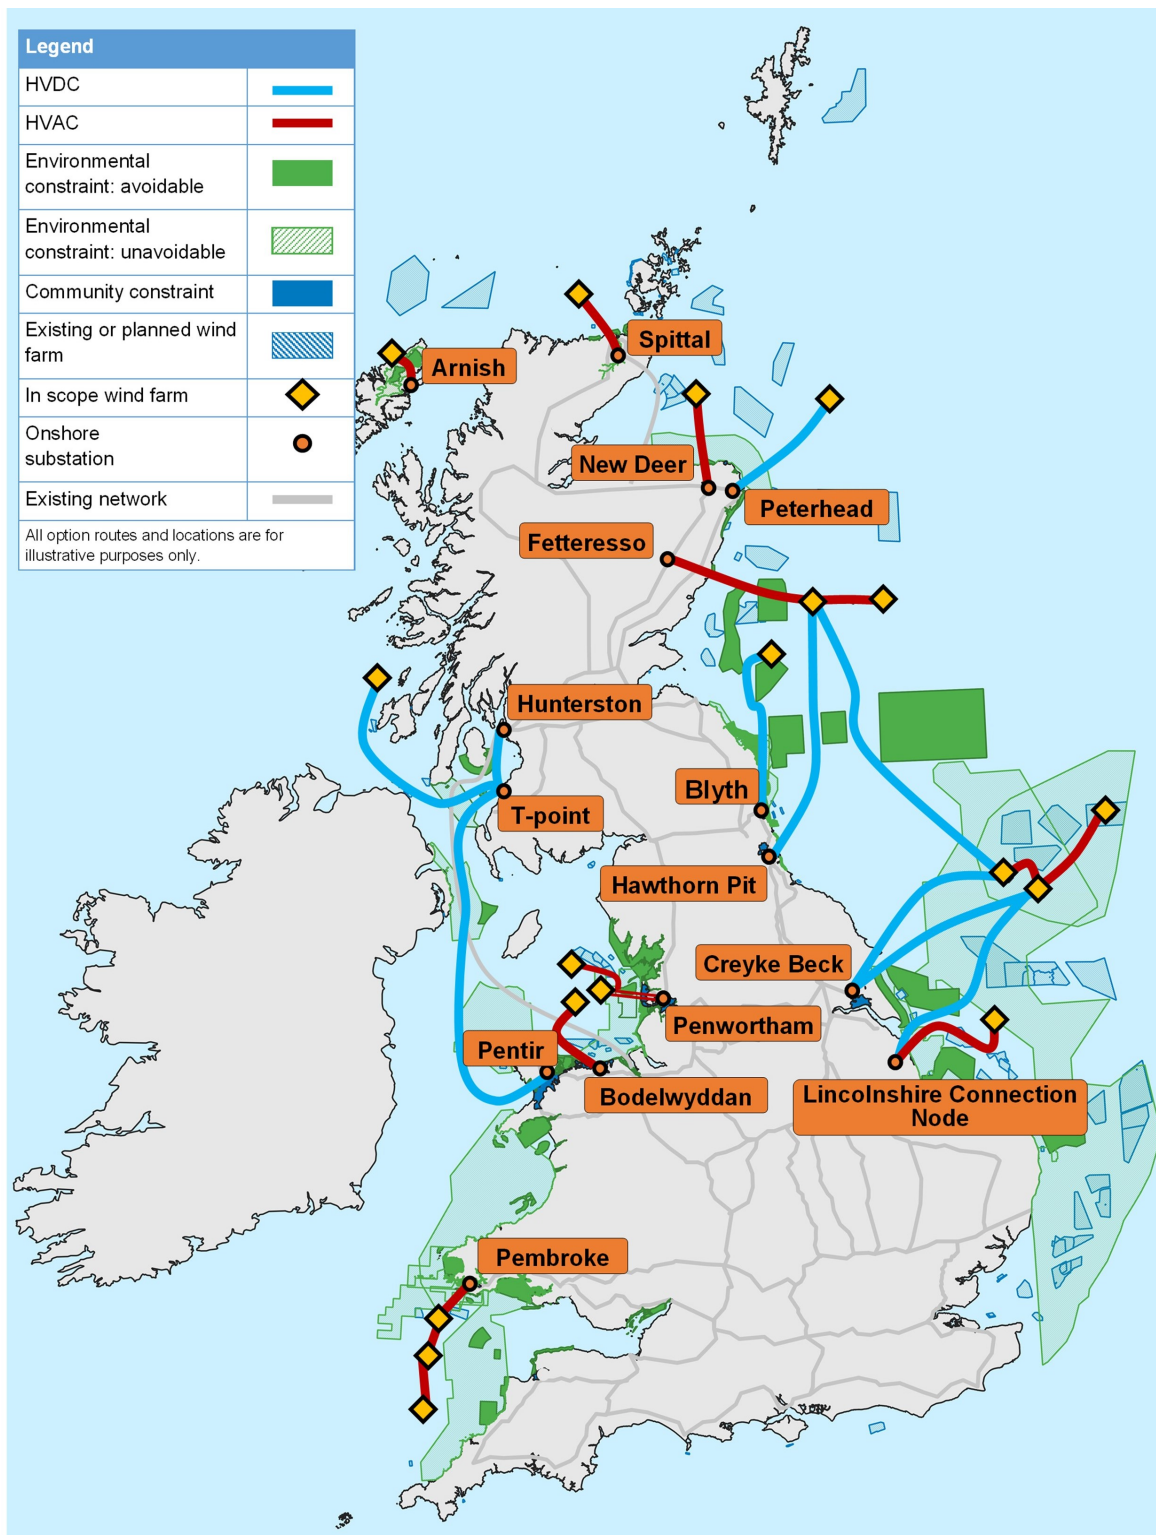 Legend
HVDC
HVAC
Environmental
constraint: avoidable
Environmental
constraint: unavoidable
Community constraint
Existing or planned wind
farm
In scope wind farm
Onshore
substation
Existing network
All option routes and locations are for
illustrative purposes only.
Spittal
Arnish
New Deer
Peterhead
Fetteresso
Hunterston
Blyth
T-point
Hawthorn Pit
Creyke Beck
Penwortham
Pentir
Bodelwyddan
Lincolnshire Connection
Node
Pembroke